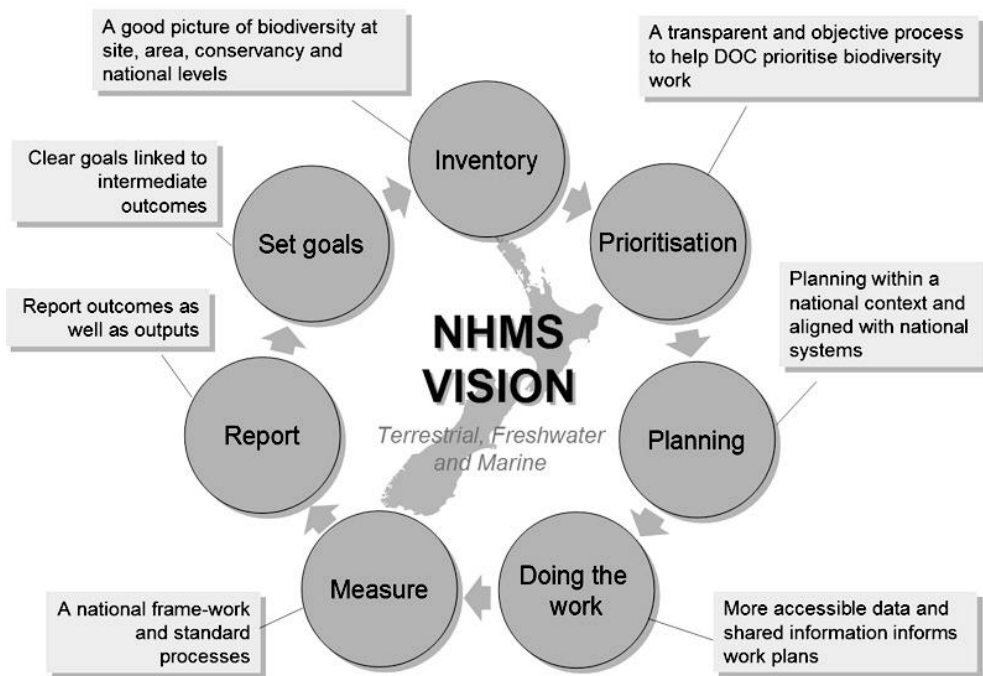 A good picture of biodiversity at
site, area, conservancy and
national levels
A transparent and objective process
to help DOC prioritise biodiversity
work
Inventory
Clear goals linked to
intermediate
outcomes
Set goals
Prioritisation
Report outcomes as
well as outputs
Planning within a
national context and
aligned with national
systems
NHMS
VISION
Terrestrial, Freshwater
and Marine
Report
Planning
Measure
Doing the
work
A national frame-work
and standard
processes
More accessible data and
shared information informs
work plans